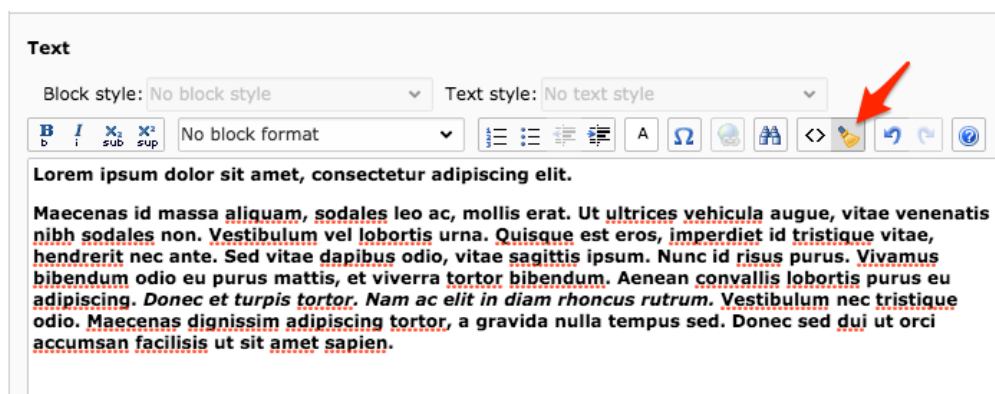 Text
Block style: No block style Text style: No text style
B b I i X₂ sub X² sup No block format A Ω <>
Lorem ipsum dolor sit amet, consectetur adipiscing elit.
Maecenas id massa aliquam, sodales leo ac, mollis erat. Ut ultrices vehicula augue, vitae venenatis
nibh sodales non. Vestibulum vel lobortis urna. Quisque est eros, imperdiet id tristique vitae,
hendrerit nec ante. Sed vitae dapibus odio, vitae sagittis ipsum. Nunc id risus purus. Vivamus
bibendum odio eu purus mattis, et viverra tortor bibendum. Aenean convallis lobortis purus eu
adipiscing. Donec et turpis tortor. Nam ac elit in diam rhoncus rutrum. Vestibulum nec tristique
odio. Maecenas dignissim adipiscing tortor, a gravida nulla tempus sed. Donec sed dui ut orci
accumsan facilisis ut sit amet sapien.